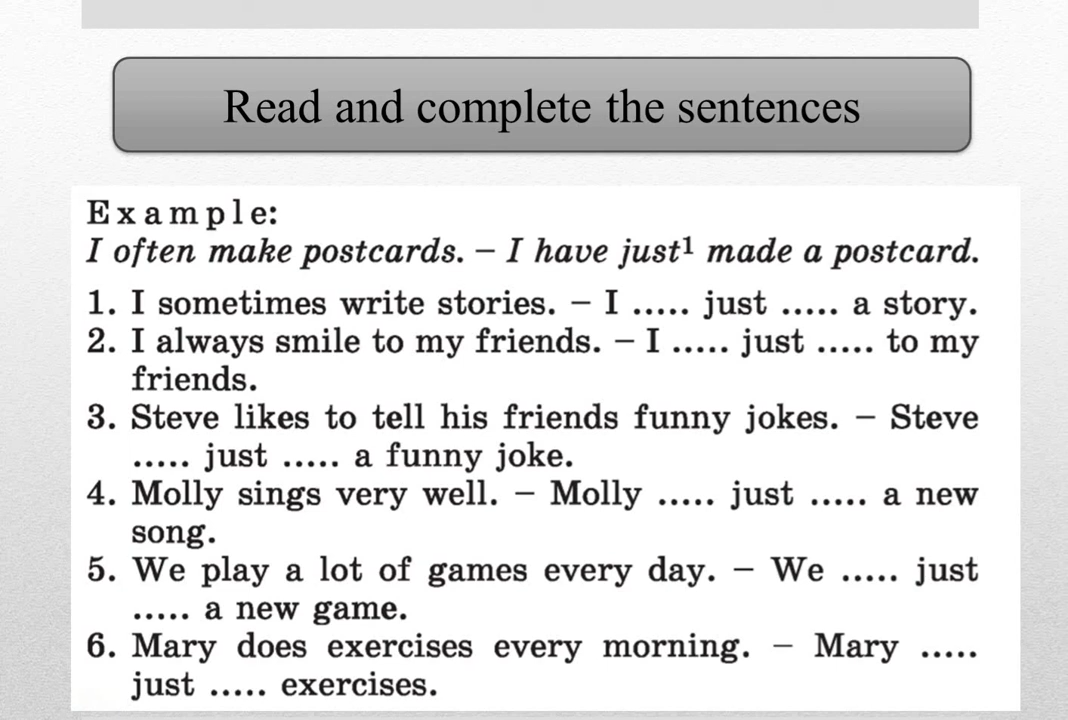 Read and complete the sentences
Example:
I often make postcards. – I have just¹ made a postcard.
1. I sometimes write stories. – I ..... just ..... a story.
2. I always smile to my friends. – I ..... just ..... to my
friends.
3. Steve likes to tell his friends funny jokes. – Steve
..... just ..... a funny joke.
4. Molly sings very well. – Molly ..... just ..... a new
song.
5. We play a lot of games every day. – We ..... just
..... a new game.
6. Mary does exercises every morning. – Mary .....
just ..... exercises.